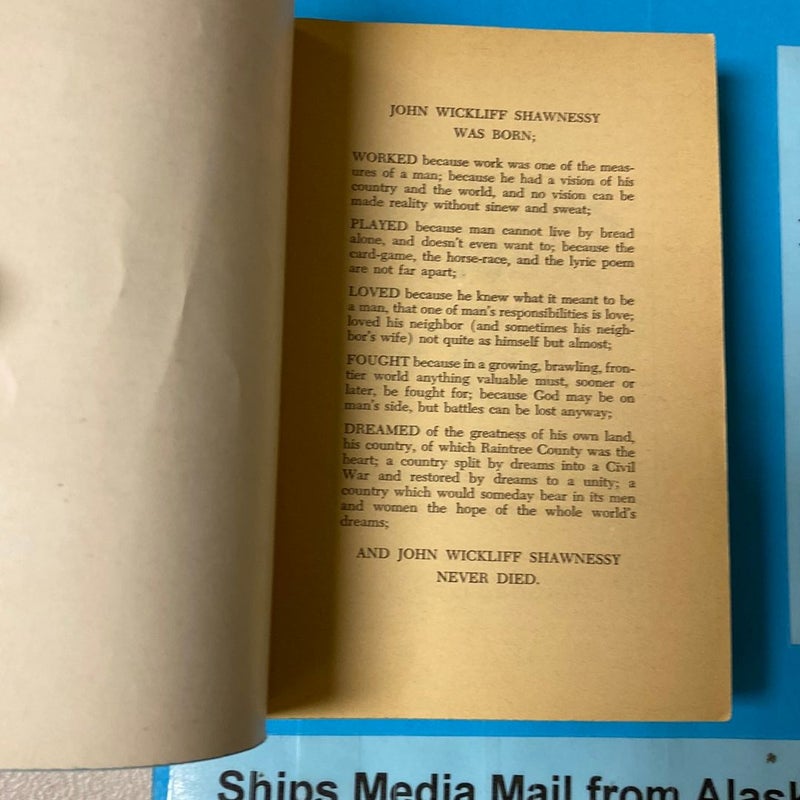 JOHN WICKLIFF SHAWNESSY
WAS BORN;
WORKED because work was one of the meas-
ures of a man; because he had a vision of his
country and the world, and no vision can be
made reality without sinew and sweat;
PLAYED because man cannot live by bread
alone, and doesn't even want to; because the
card-game, the horse-race, and the lyric poem
are not far apart;
LOVED because he knew what it meant to be
a man, that one of man's responsibilities is love;
loved his neighbor (and sometimes his neigh-
bor's wife) not quite as himself but almost;
FOUGHT because in a growing, brawling, fron-
tier world anything valuable must, sooner or
later, be fought for; because God may be on
man's side, but battles can be lost anyway;
DREAMED of the greatness of his own land,
his country, of which Raintree County was the
heart; a country split by dreams into a Civil
War and restored by dreams to a unity; a
country which would someday bear in its men
and women the hope of the whole world's
dreams;
AND JOHN WICKLIFF SHAWNESSY
NEVER DIED.
Ships Media Mail from Alask